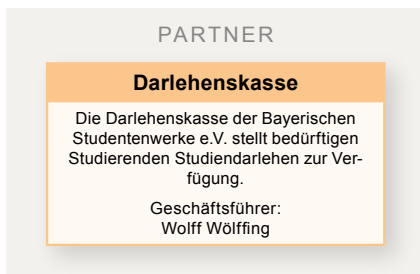 PARTNER
Darlehenskasse
Die Darlehenskasse der Bayerischen
Studentenwerke e.V. stellt bedürftigen
Studierenden Studiendarlehen zur Ver-
fügung.
Geschäftsführer:
Wolff Wölffing